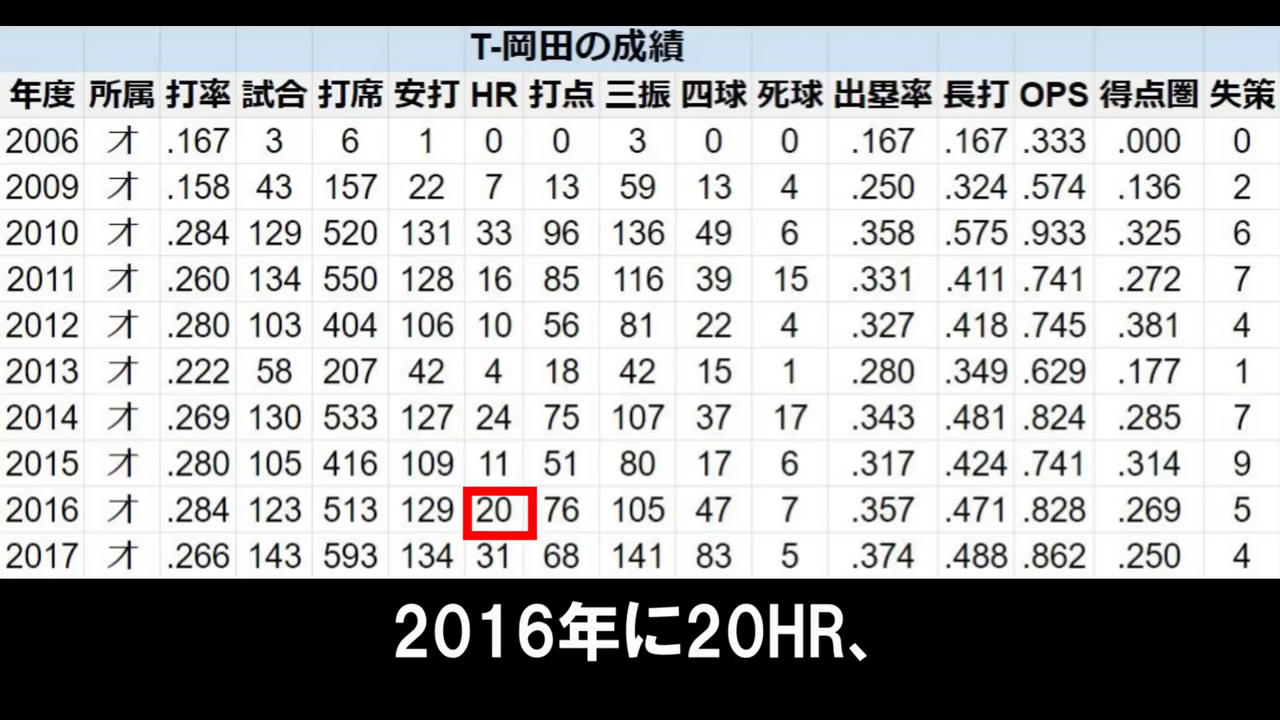 T-岡田の成績
年度 所属 打率 試合 打席 安打 HR 打点 三振 四球 死球 出塁率 長打 OPS 得点圏 失策
2006 オ .167 3 6 1 0 0 3 0 0 .167 .167 .333 .000 0
2009 オ .158 43 157 22 7 13 59 13 4 .250 .324 .574 .136 2
2010 オ .284 129 520 131 33 96 136 49 6 .358 .575 .933 .325 6
2011 オ .260 134 550 128 16 85 116 39 15 .331 .411 .741 .272 7
2012 オ .280 103 404 106 10 56 81 22 4 .327 .418 .745 .381 4
2013 オ .222 58 207 42 4 18 42 15 1 .280 .349 .629 .177 1
2014 オ .269 130 533 127 24 75 107 37 17 .343 .481 .824 .285 7
2015 オ .280 105 416 109 11 51 80 17 6 .317 .424 .741 .314 9
2016 オ .284 123 513 129 20 76 105 47 7 .357 .471 .828 .269 5
2017 オ .266 143 593 134 31 68 141 83 5 .374 .488 .862 .250 4
2016年に20HR、